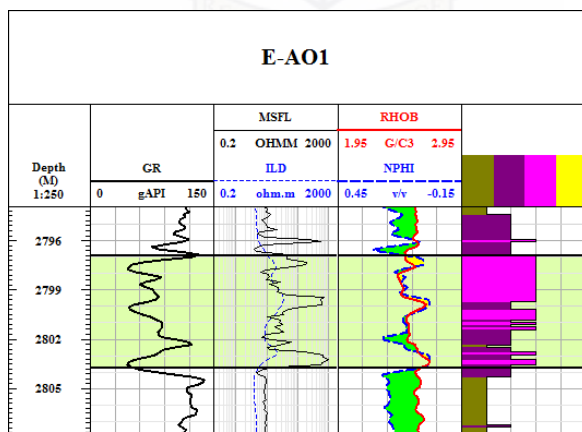 E-AO1
MSFL RHOB
0.2 OHMM 2000 1.95 G/C3 2.95
Depth
(M)
1:250
GR ILD NPHI
0 gAPI 150 0.2 ohm.m 2000 0.45 v/v -0.15
2796
2799
2802
2805